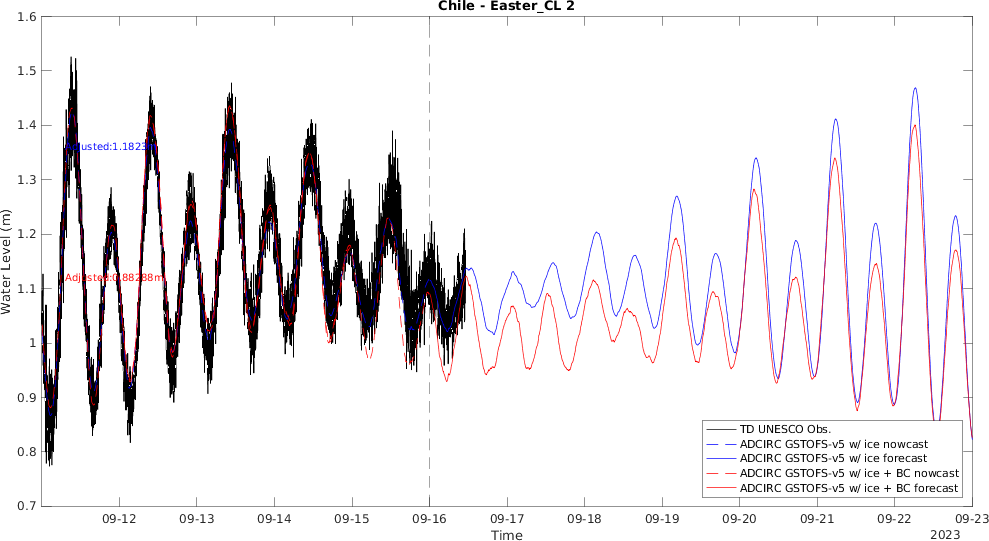 Chile - Easter_CL 2
Water Level (m)
1.6
1.5
1.4
1.3
1.2
1.1
1
0.9
0.8
0.7
Adjusted:0.88288m
TD UNESCO Obs.
ADCIRC GSTOFS-v5 w/ ice nowcast
ADCIRC GSTOFS-v5 w/ ice forecast
ADCIRC GSTOFS-v5 w/ ice + BC nowcast
ADCIRC GSTOFS-v5 w/ ice + BC forecast
09-12 09-13 09-14 09-15 09-16 09-17 09-18 09-19 09-20 09-21 09-22 09-23
2023
Time